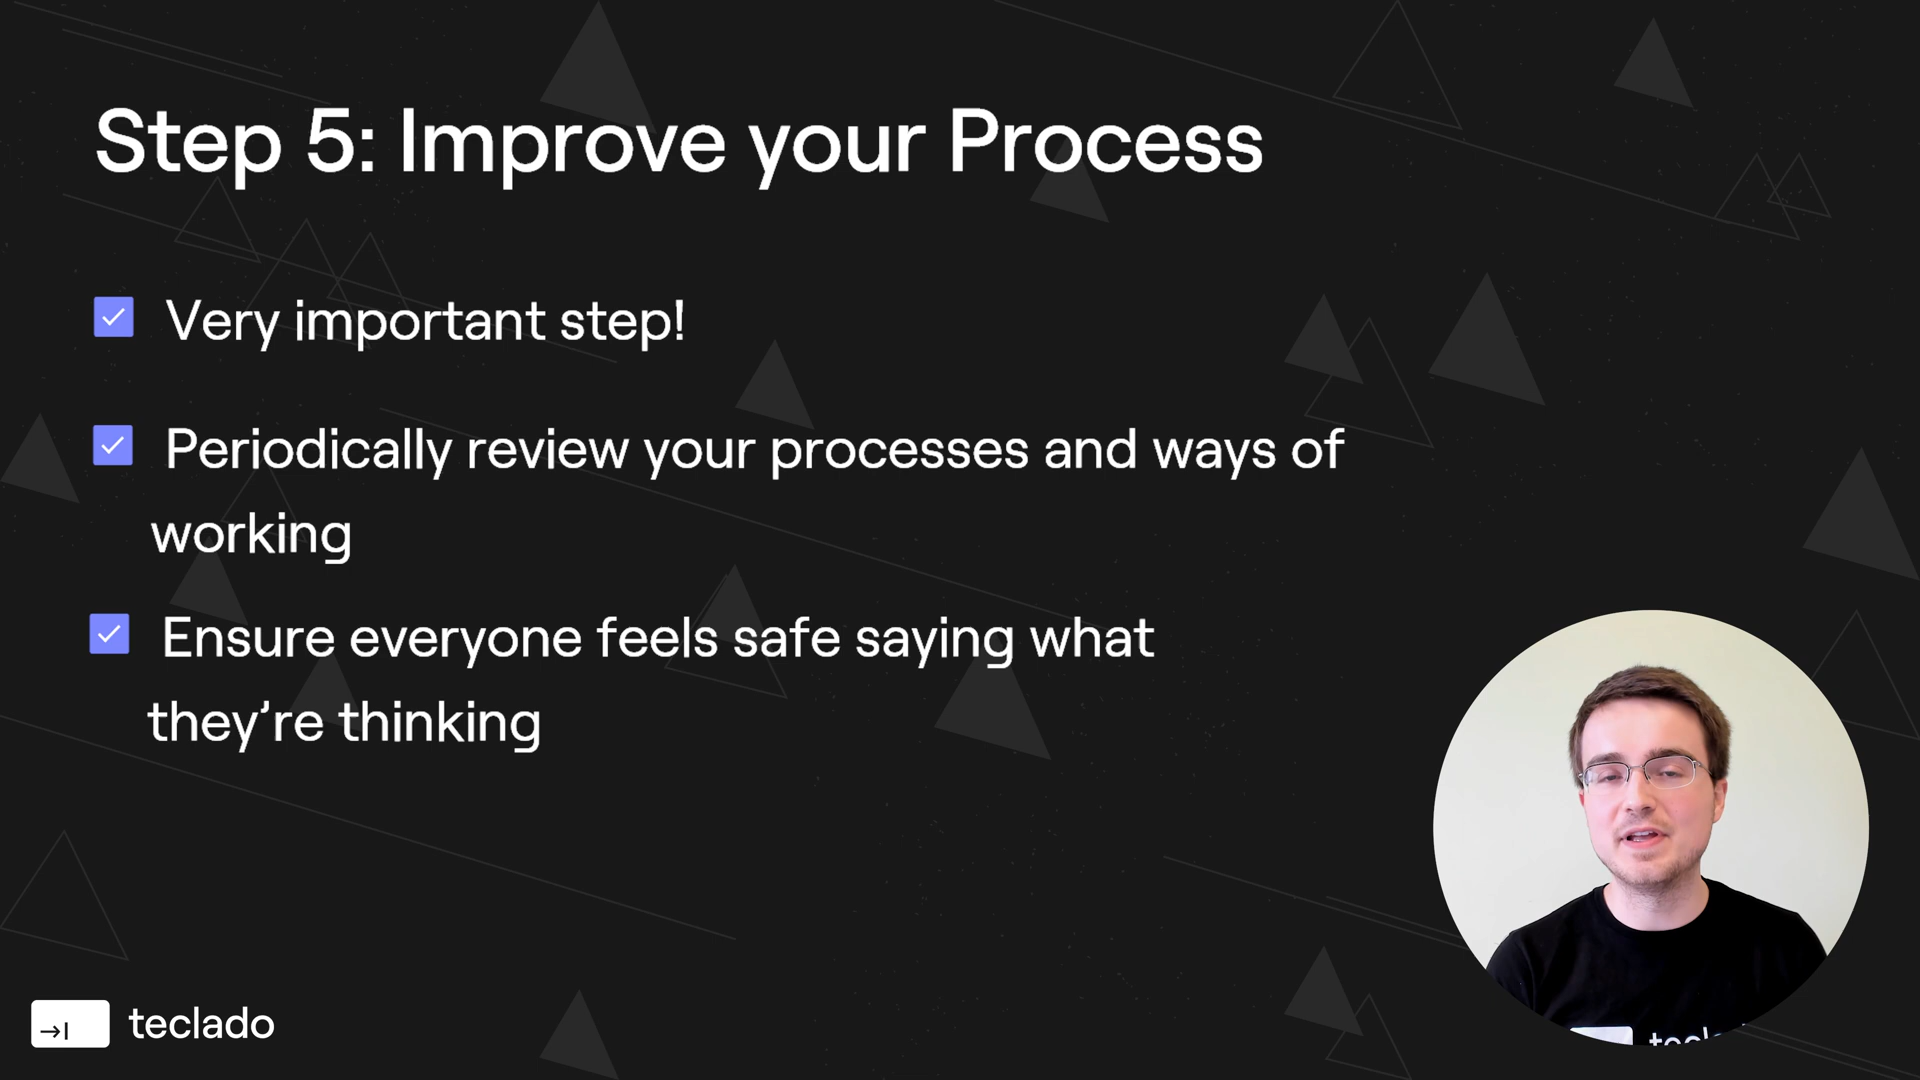 Step 5: Improve your Process
Very important step!
Periodically review your processes and ways of
working
Ensure everyone feels safe saying what
they’re thinking
teclado